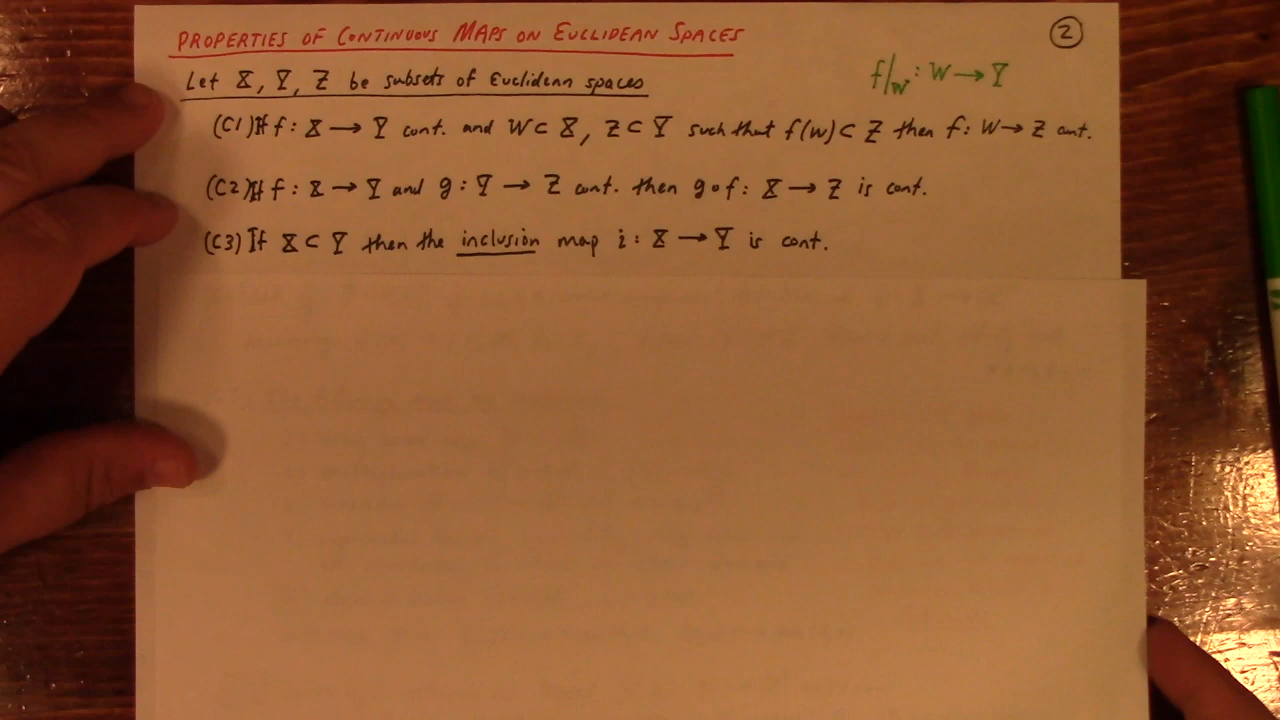 PROPERTIES OF CONTINUOUS MAPS ON EUCLIDEAN SPACES
2
f|_W : W → Y
Let X, Y, Z be subsets of Euclidean spaces
(C1) If f : X → Y cont. and W ⊂ X, Z ⊂ Y such that f(W) ⊂ Z then f : W → Z cont.
(C2) If f : X → Y and g : Y → Z cont. then g∘f : X → Z is cont.
(C3) If X ⊂ Y then the inclusion map i : X → Y is cont.